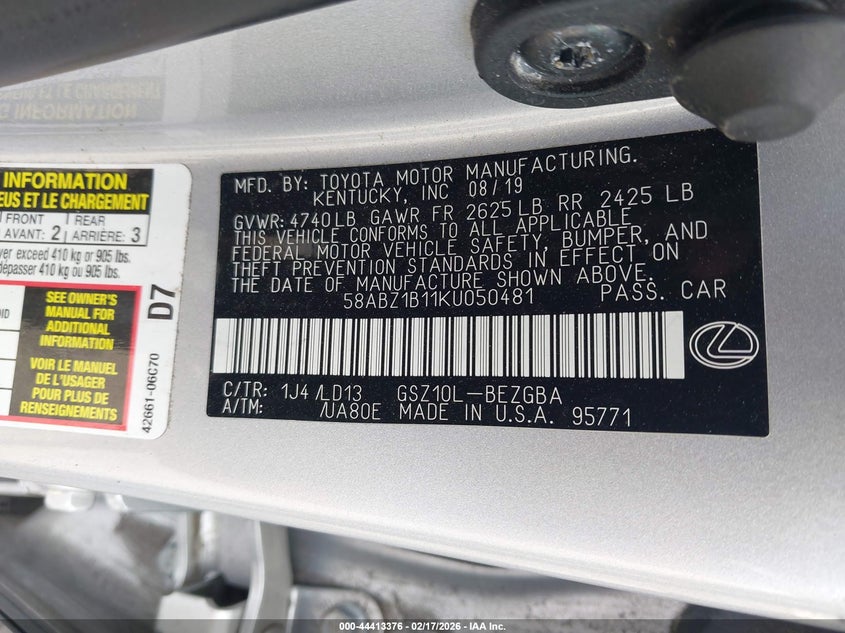 INFORMATION
EUS ET LE CHARGEMENT
FRONT
AVANT: 2
REAR
ARRIÈRE: 3
ver exceed 410 kg or 905 lbs.
dépasser 410 kg ou 905 lbs.
SEE OWNER'S
MANUAL FOR
ADDITIONAL
INFORMATION
VOIR LE MANUEL
DE L'USAGER
POUR PLUS DE
RENSEIGNEMENTS
D7
42661-06C70
MFD. BY: TOYOTA MOTOR MANUFACTURING.
KENTUCKY, INC 08/19
GVWR: 4740LB GAWR FR 2625LB RR 2425 LB
THIS VEHICLE CONFORMS TO ALL APPLICABLE
FEDERAL MOTOR VEHICLE SAFETY, BUMPER, AND
THEFT PREVENTION STANDARDS IN EFFECT ON
THE DATE OF MANUFACTURE SHOWN ABOVE.
58ABZ1B11KU050481 PASS. CAR
C/TR: 1J4 /LD13 GSZ10L-BEZGBA
A/TM: /UA80E MADE IN U.S.A. 95771
000-44413376 - 02/17/2026 - IAA Inc.